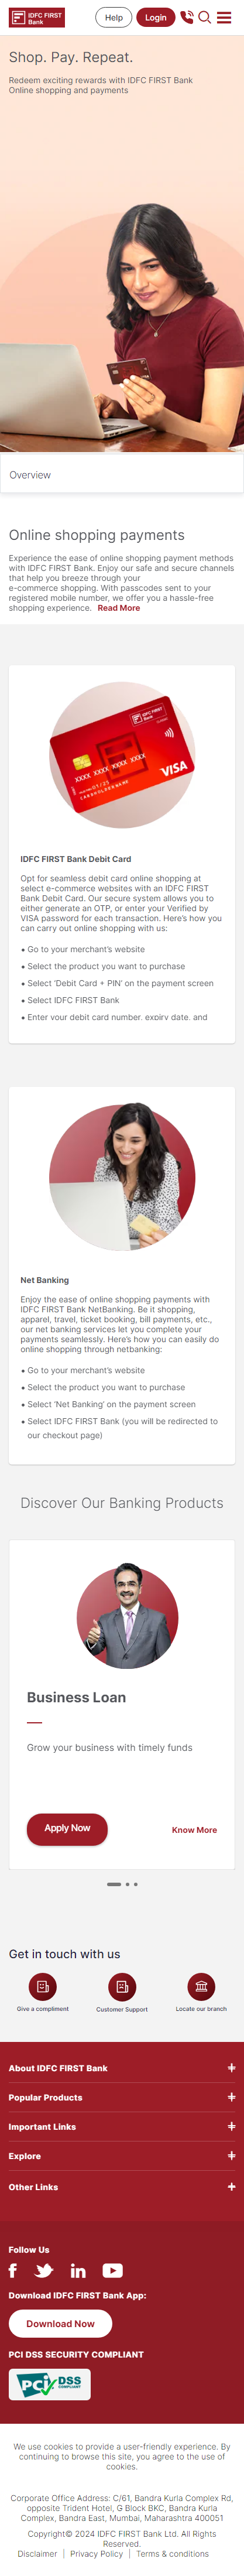 IDFC FIRST
Bank
Help
Login
Shop. Pay. Repeat.
Redeem exciting rewards with IDFC FIRST Bank
Online shopping and payments
Overview
Online shopping payments
Experience the ease of online shopping payment methods
with IDFC FIRST Bank. Enjoy our safe and secure channels
that help you breeze through your
e-commerce shopping. With passcodes sent to your
registered mobile number, we offer you a hassle-free
shopping experience. Read More
IDFC FIRST
Bank
XXXX XXXX XXXX XXXX
VISA
IDFC FIRST Bank Debit Card
Opt for seamless debit card online shopping at
select e-commerce websites with an IDFC FIRST
Bank Debit Card. Our secure system allows you to
either generate an OTP, or enter your Verified by
VISA password for each transaction. Here's how you
can carry out online shopping with us:
• Go to your merchant's website
• Select the product you want to purchase
• Select 'Debit Card + PIN' on the payment screen
• Select IDFC FIRST Bank
• Enter your debit card number, expiry date, and
Net Banking
Enjoy the ease of online shopping payments with
IDFC FIRST Bank NetBanking. Be it shopping,
apparel, travel, ticket booking, bill payments, etc.,
our net banking services let you complete your
payments seamlessly. Here's how you can easily do
online shopping through netbanking:
• Go to your merchant's website
• Select the product you want to purchase
• Select 'Net Banking' on the payment screen
• Select IDFC FIRST Bank (you will be redirected to
our checkout page)
Discover Our Banking Products
Business Loan
Grow your business with timely funds
Apply Now
Know More
Get in touch with us
Give a compliment
Customer Support
Locate our branch
About IDFC FIRST Bank
Popular Products
Important Links
Explore
Other Links
Follow Us
Download IDFC FIRST Bank App:
Download Now
PCI DSS SECURITY COMPLIANT
PCI DSS
COMPLIANT
We use cookies to provide a user-friendly experience. By
continuing to browse this site, you agree to the use of
cookies.
Corporate Office Address: C/61, Bandra Kurla Complex Rd,
opposite Trident Hotel, G Block BKC, Bandra Kurla
Complex, Bandra East, Mumbai, Maharashtra 400051
Copyright© 2024 IDFC FIRST Bank Ltd. All Rights
Reserved.
Disclaimer | Privacy Policy | Terms & conditions